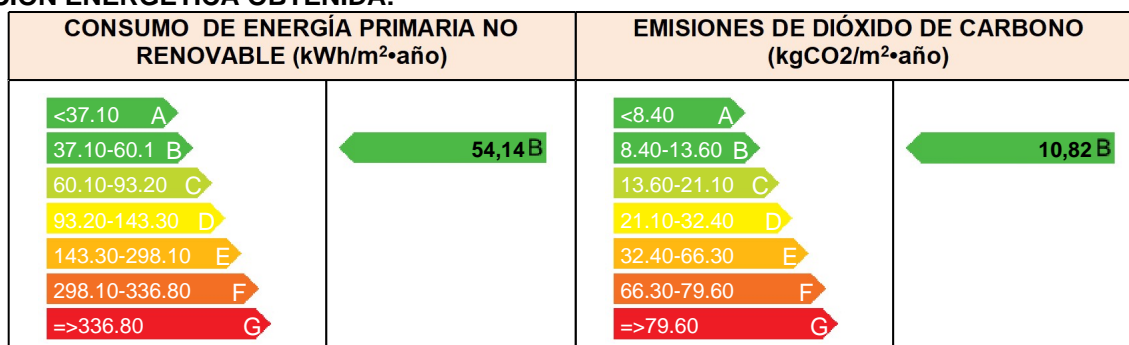 SIÓN ENERGÉTICA OBTENIDA:
CONSUMO DE ENERGÍA PRIMARIA NO
RENOVABLE (kWh/m²•año)
<37.10 A
37.10-60.1 B
60.10-93.20 C
93.20-143.30 D
143.30-298.10 E
298.10-336.80 F
=>336.80 G
54,14 B
EMISIONES DE DIÓXIDO DE CARBONO
(kgCO2/m²•año)
<8.40 A
8.40-13.60 B
13.60-21.10 C
21.10-32.40 D
32.40-66.30 E
66.30-79.60 F
=>79.60 G
10,82 B